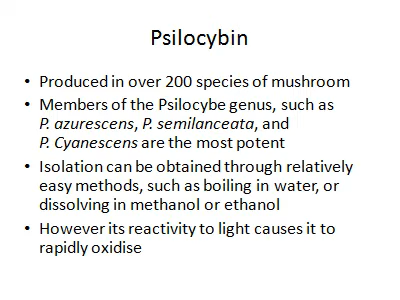 Psilocybin
• Produced in over 200 species of mushroom
• Members of the Psilocybe genus, such as
P. azurescens, P. semilanceata, and
P. Cyanescens are the most potent
• Isolation can be obtained through relatively
easy methods, such as boiling in water, or
dissolving in methanol or ethanol
• However its reactivity to light causes it to
rapidly oxidise